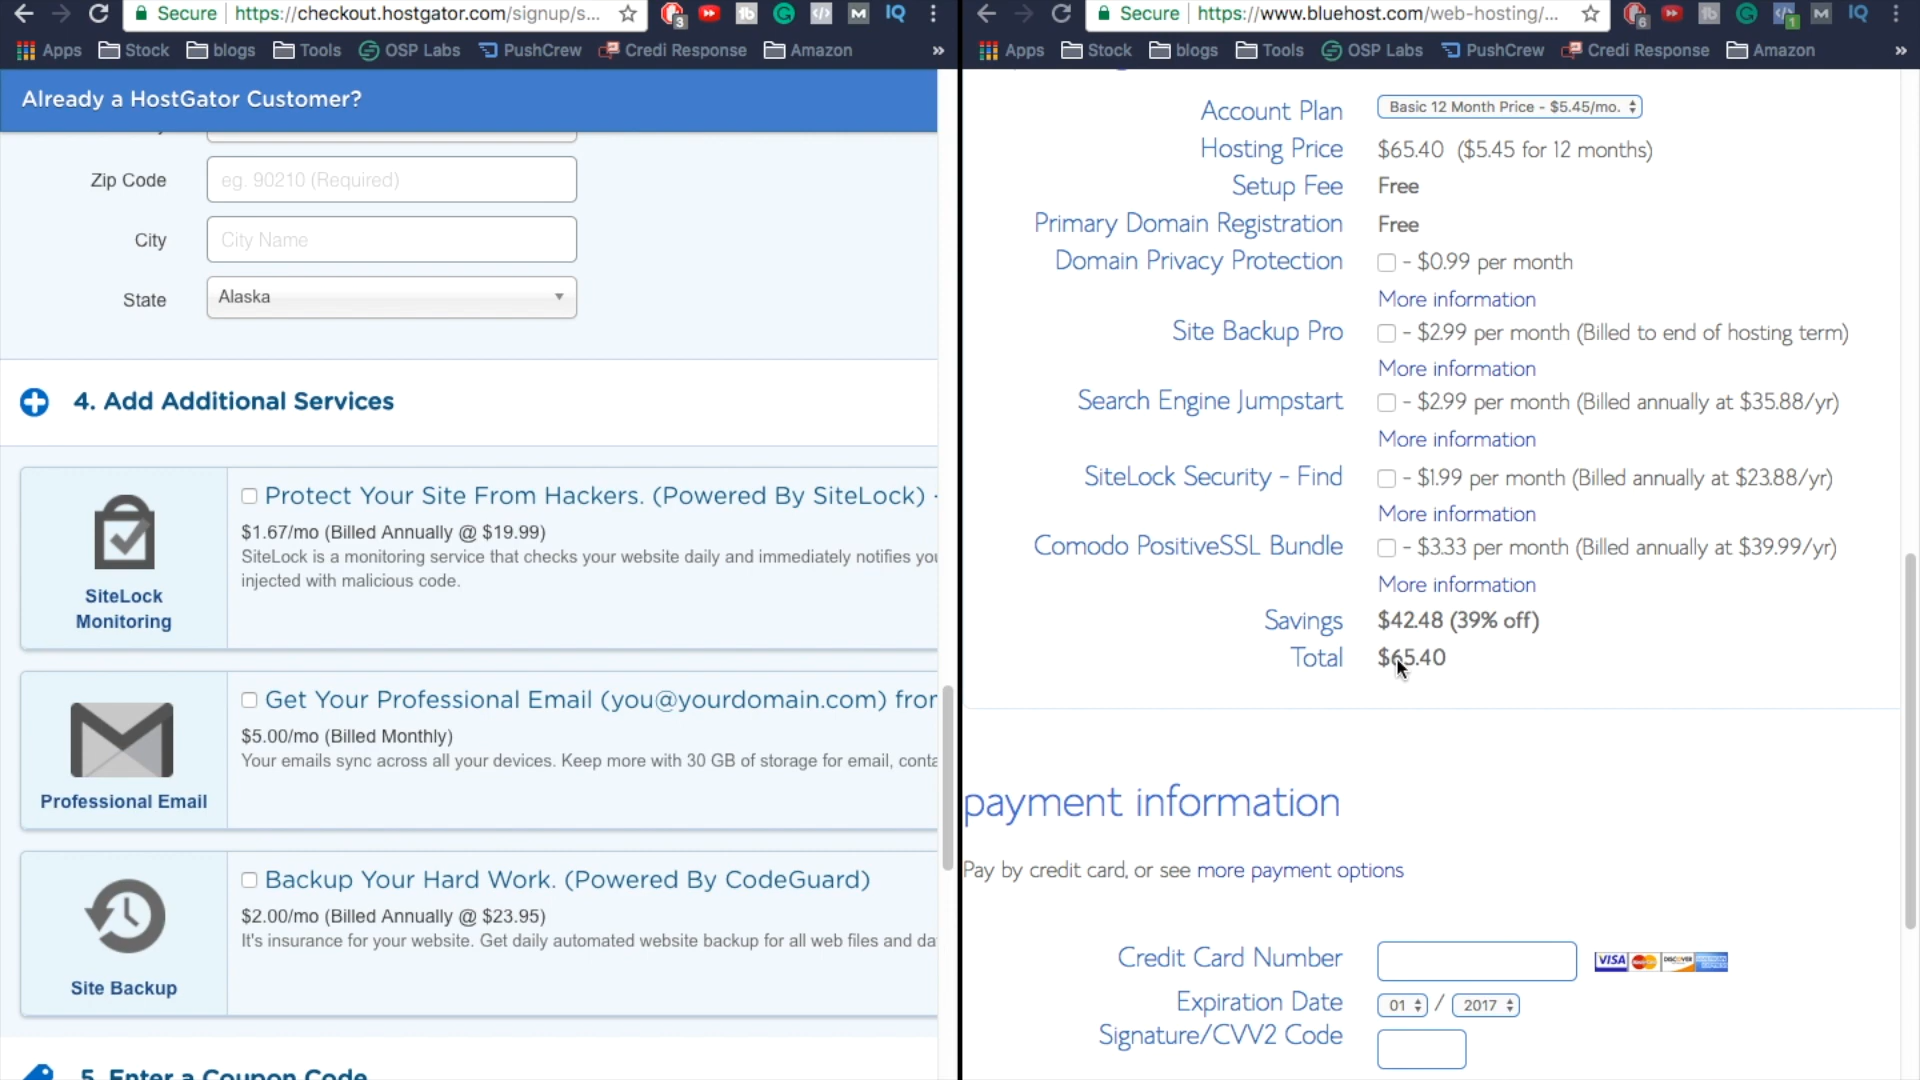 Secure https://checkout.hostgator.com/signup/s...
3 tb IQ
Apps Stock blogs Tools OSP Labs PushCrew Credi Response Amazon »
Already a HostGator Customer?
Zip Code eg. 90210 (Required)
City City Name
State Alaska
4. Add Additional Services
Protect Your Site From Hackers. (Powered By SiteLock) -
$1.67/mo (Billed Annually @ $19.99)
SiteLock is a monitoring service that checks your website daily and immediately notifies you
injected with malicious code.
SiteLock
Monitoring
Get Your Professional Email (you@yourdomain.com) from
$5.00/mo (Billed Monthly)
Your emails sync across all your devices. Keep more with 30 GB of storage for email, conta
Professional Email
Backup Your Hard Work. (Powered By CodeGuard)
$2.00/mo (Billed Annually @ $23.95)
It's insurance for your website. Get daily automated website backup for all web files and da
Site Backup
5. Enter a Coupon Code
Secure https://www.bluehost.com/web-hosting/...
6 tb 1 M IQ
Apps Stock blogs Tools OSP Labs PushCrew Credi Response Amazon »
Account Plan Basic 12 Month Price - $5.45/mo.
Hosting Price $65.40 ($5.45 for 12 months)
Setup Fee Free
Primary Domain Registration Free
Domain Privacy Protection - $0.99 per month
More information
Site Backup Pro - $2.99 per month (Billed to end of hosting term)
More information
Search Engine Jumpstart - $2.99 per month (Billed annually at $35.88/yr)
More information
SiteLock Security - Find - $1.99 per month (Billed annually at $23.88/yr)
More information
Comodo PositiveSSL Bundle - $3.33 per month (Billed annually at $39.99/yr)
More information
Savings $42.48 (39% off)
Total $65.40
payment information
Pay by credit card, or see more payment options
Credit Card Number VISA MasterCard DISCOVER
Expiration Date 01 / 2017
Signature/CVV2 Code